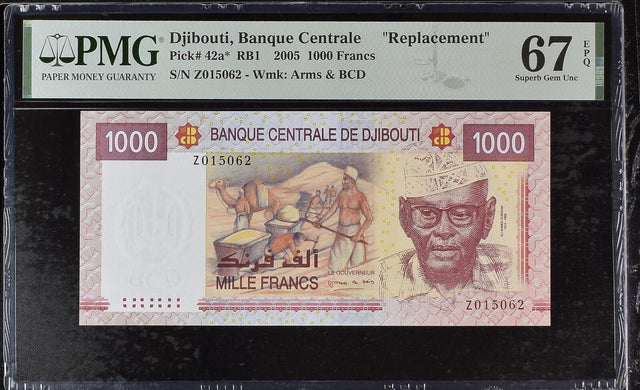 PMG
PAPER MONEY GUARANTY
Djibouti, Banque Centrale "Replacement"
Pick# 42a* RB1 2005 1000 Francs
S/N Z015062 - Wmk: Arms & BCD
67 EPQ
Superb Gem Unc
1000 BANQUE CENTRALE DE DJIBOUTI 1000
Z015062
ألف فرنك
LE GOUVERNEUR
MILLE FRANCS
Z015062